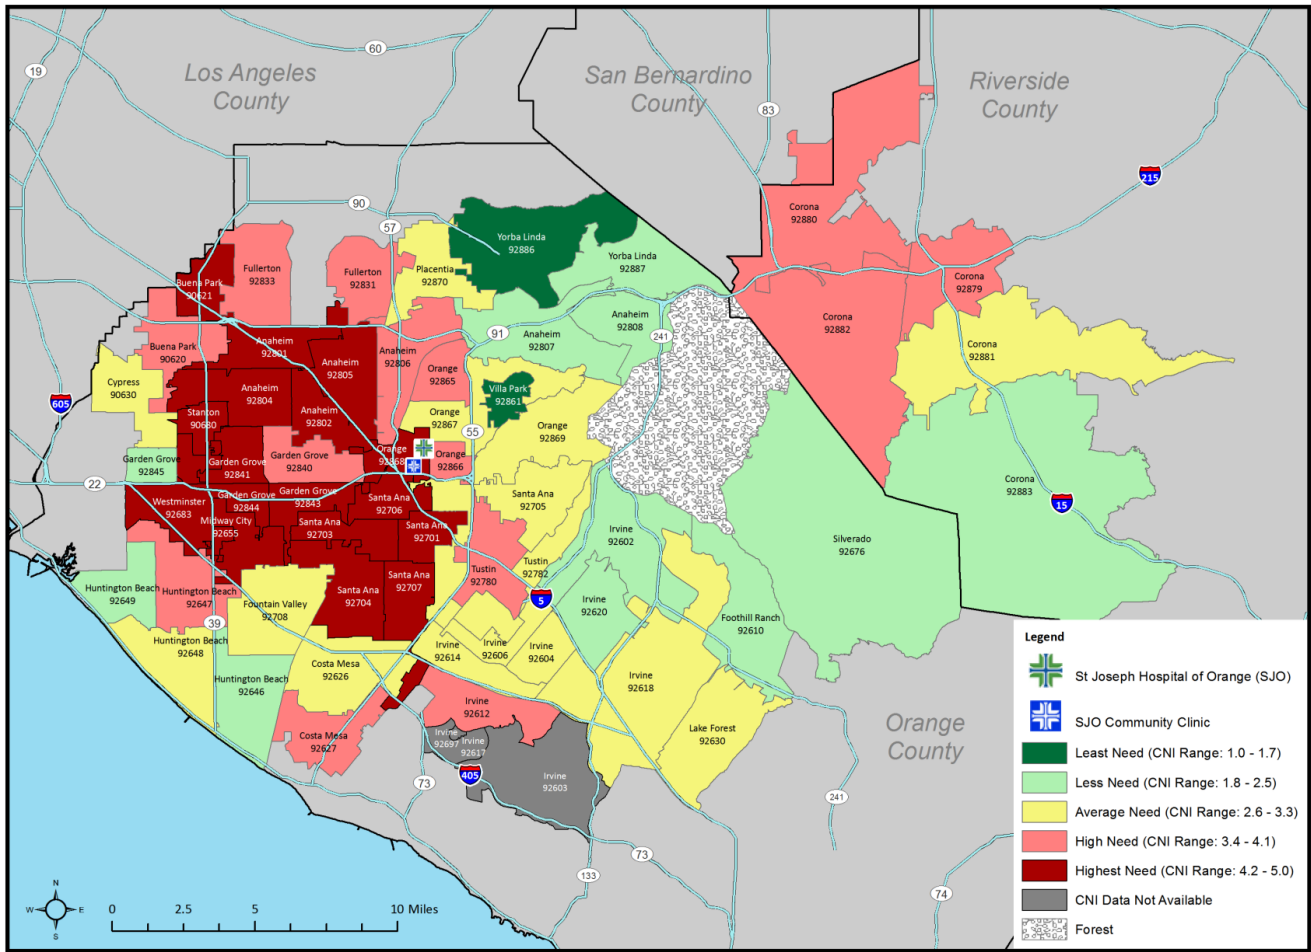 60
19
Los Angeles
County
San Bernardino
County
Riverside
County
83
215
90
57
Corona
92880
Yorba Linda
92886
Yorba Linda
92887
Placentia
92870
Fullerton
92833
Fullerton
92831
Buena Park
90621
Corona
92879
Corona
92882
Anaheim
92808
91
241
Anaheim
92807
Buena Park
90620
Anaheim
92801
Anaheim
92805
Anaheim
92806
Orange
92865
Corona
92881
Cypress
90630
Anaheim
92804
Villa Park
92861
605
Stanton
90680
Anaheim
92802
Orange
92867
Orange
92869
55
Garden Grove
92845
Garden Grove
92841
Garden Grove
92840
Orange
92868
Orange
92866
22
Corona
92883
15
Westminster
92683
Garden Grove
92844
Garden Grove
92843
Santa Ana
92706
Santa Ana
92705
Midway City
92655
Santa Ana
92703
Santa Ana
92701
Irvine
92602
Silverado
92676
Tustin
92780
Tustin
92782
Huntington Beach
92649
Huntington Beach
92647
Santa Ana
92704
Santa Ana
92707
5
Irvine
92620
Fountain Valley
92708
Foothill Ranch
92610
39
Huntington Beach
92648
Irvine
92614
Irvine
92606
Irvine
92604
Costa Mesa
92626
Irvine
92618
Huntington Beach
92646
Irvine
92612
Costa Mesa
92627
Irvine
92697
Irvine
92617
Lake Forest
92630
Orange
County
405
73
Irvine
92603
241
73
133
74
Legend
St Joseph Hospital of Orange (SJO)
SJO Community Clinic
Least Need (CNI Range: 1.0 - 1.7)
Less Need (CNI Range: 1.8 - 2.5)
Average Need (CNI Range: 2.6 - 3.3)
High Need (CNI Range: 3.4 - 4.1)
Highest Need (CNI Range: 4.2 - 5.0)
CNI Data Not Available
Forest
N
W E
S
0 2.5 5 10 Miles